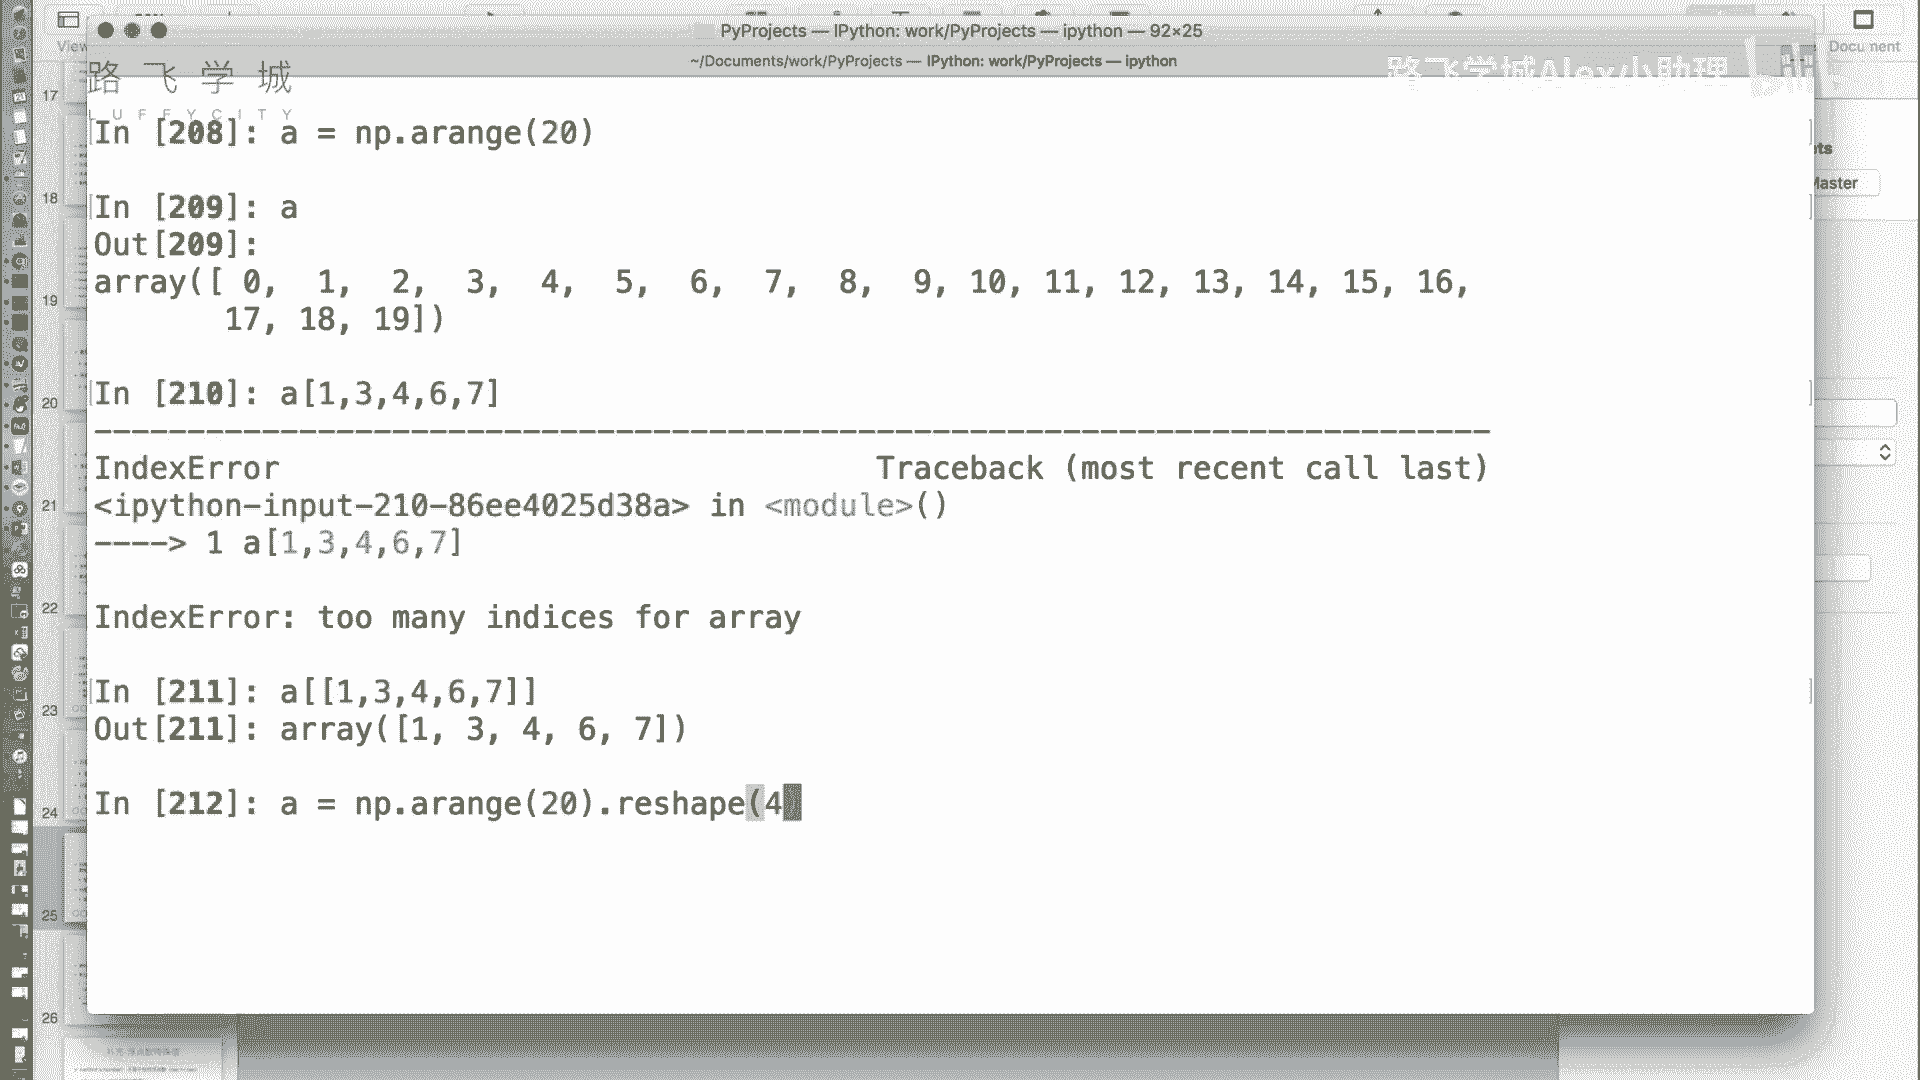 PyProjects — IPython: work/PyProjects — ipython — 92×25
View
Docu nent
~/Documents/work/PyProjects — IPython: work/PyProjects — ipython
路飞学城
LUFFYCITY
路飞学城Alex小助理
In [208]: a = np.arange(20)
In [209]: a
Out[209]:
array([ 0,  1,  2,  3,  4,  5,  6,  7,  8,  9, 10, 11, 12, 13, 14, 15, 16,
       17, 18, 19])
In [210]: a[1,3,4,6,7]
---------------------------------------------------------------------------
IndexError                                Traceback (most recent call last)
<ipython-input-210-86ee4025d38a> in <module>()
----> 1 a[1,3,4,6,7]
IndexError: too many indices for array
In [211]: a[[1,3,4,6,7]]
Out[211]: array([1, 3, 4, 6, 7])
In [212]: a = np.arange(20).reshape(4)
17
18
19
20
21
22
23
24
25
26